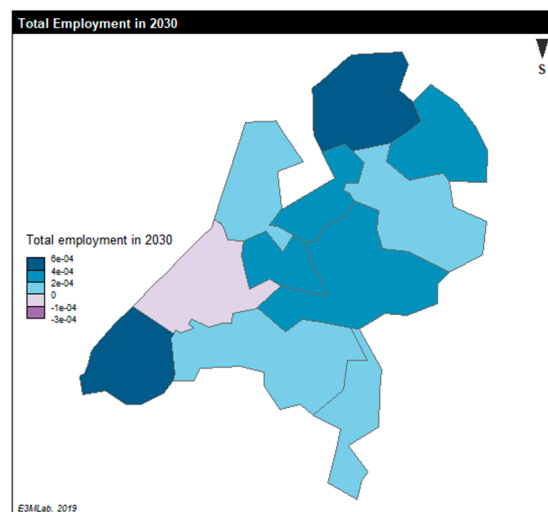 Total Employment in 2030
S
Total employment in 2030
6e-04
4e-04
2e-04
0
-1e-04
-3e-04
E3MLab, 2019